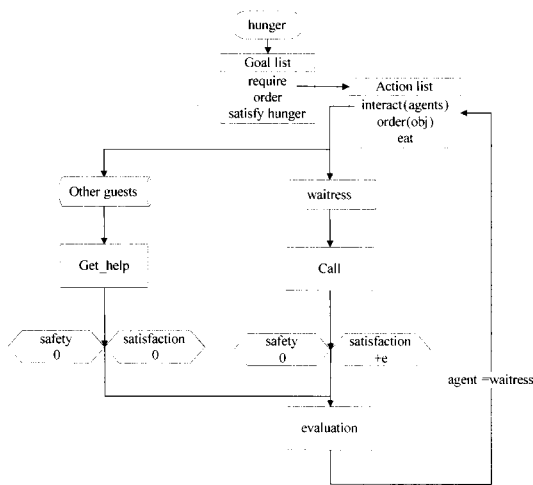 hunger
Goal list
require
order
satisfy hunger
Action list
interact(agents)
order(obj)
eat
Other guests
waitress
Get_help
Call
safety
0
satisfaction
0
safety
0
satisfaction
+e
agent =waitress
evaluation